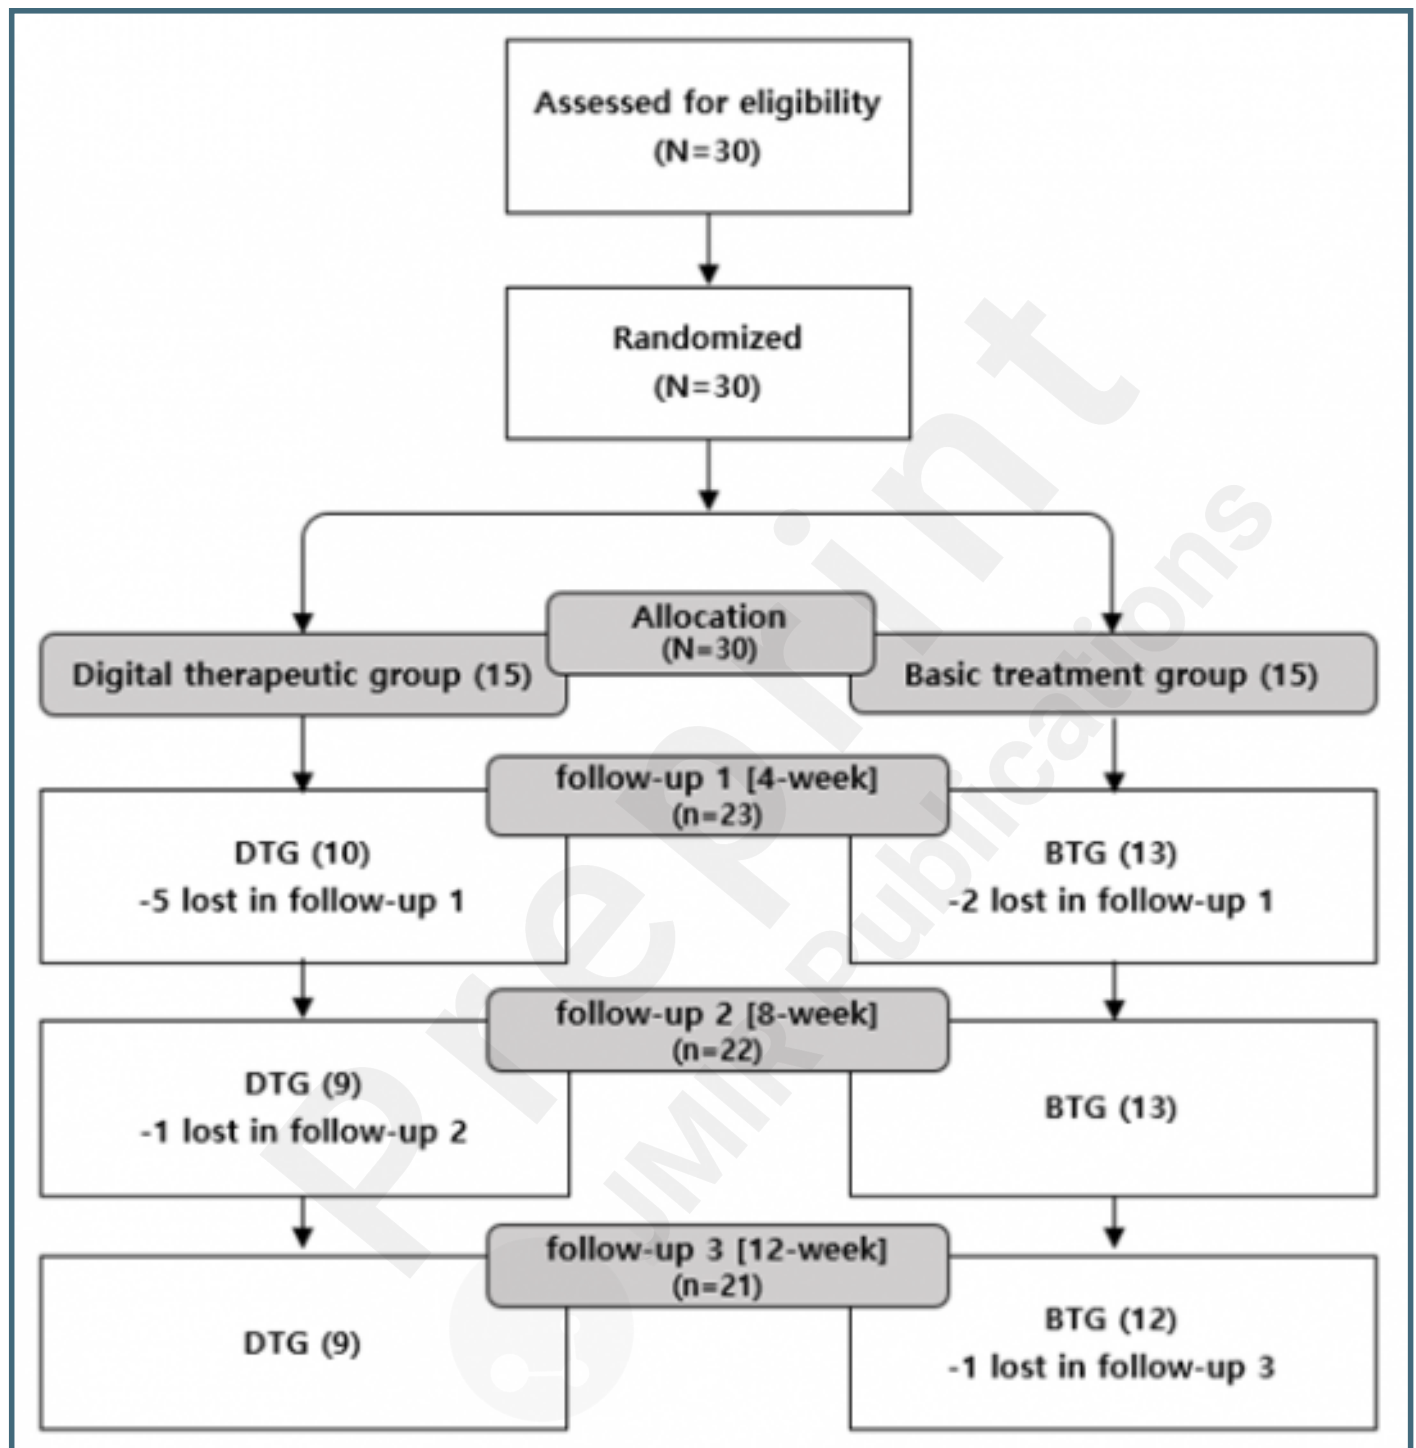 Assessed for eligibility
(N=30)
Randomized
(N=30)
Allocation
(N=30)
Digital therapeutic group (15)
Basic treatment group (15)
follow-up 1 [4-week]
(n=23)
DTG (10)
-5 lost in follow-up 1
BTG (13)
-2 lost in follow-up 1
follow-up 2 [8-week]
(n=22)
DTG (9)
-1 lost in follow-up 2
BTG (13)
follow-up 3 [12-week]
(n=21)
DTG (9)
BTG (12)
-1 lost in follow-up 3
Preprint
JMIR Publications